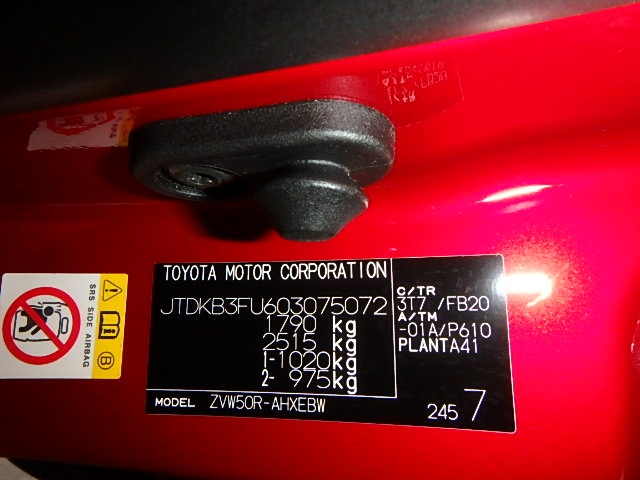 TOYOTA MOTOR CORPORATION
JTDKB3FU603075072
1790 kg
2515 kg
1-1020kg
2- 975kg
MODEL ZVW50R-AHXEBW
C/TR
3T7 /FB20
A/TM
-01A/P610
PLANTA41
245 7
SRS SIDE AIRBAG
B